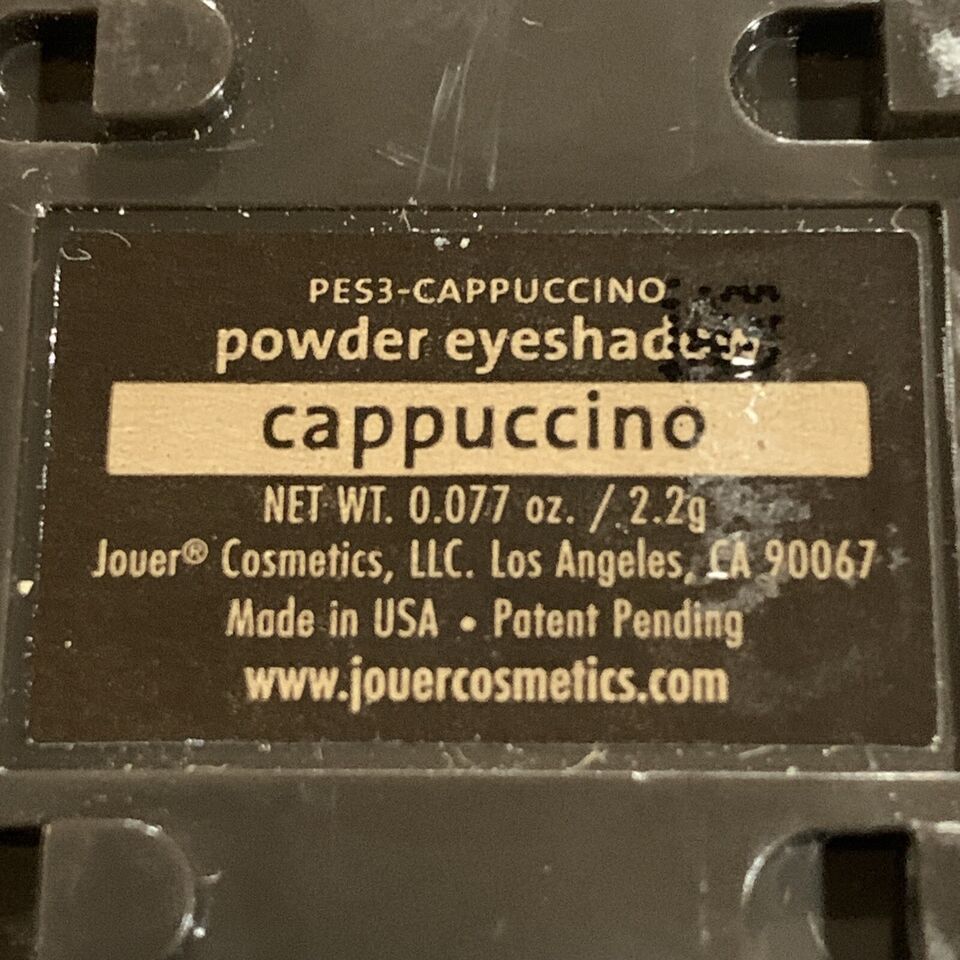 PES3-CAPPUCCINO
powder eyeshadow
cappuccino
NET WT. 0.077 oz. / 2.2g
Jouer® Cosmetics, LLC. Los Angeles, CA 90067
Made in USA • Patent Pending
www.jouercosmetics.com